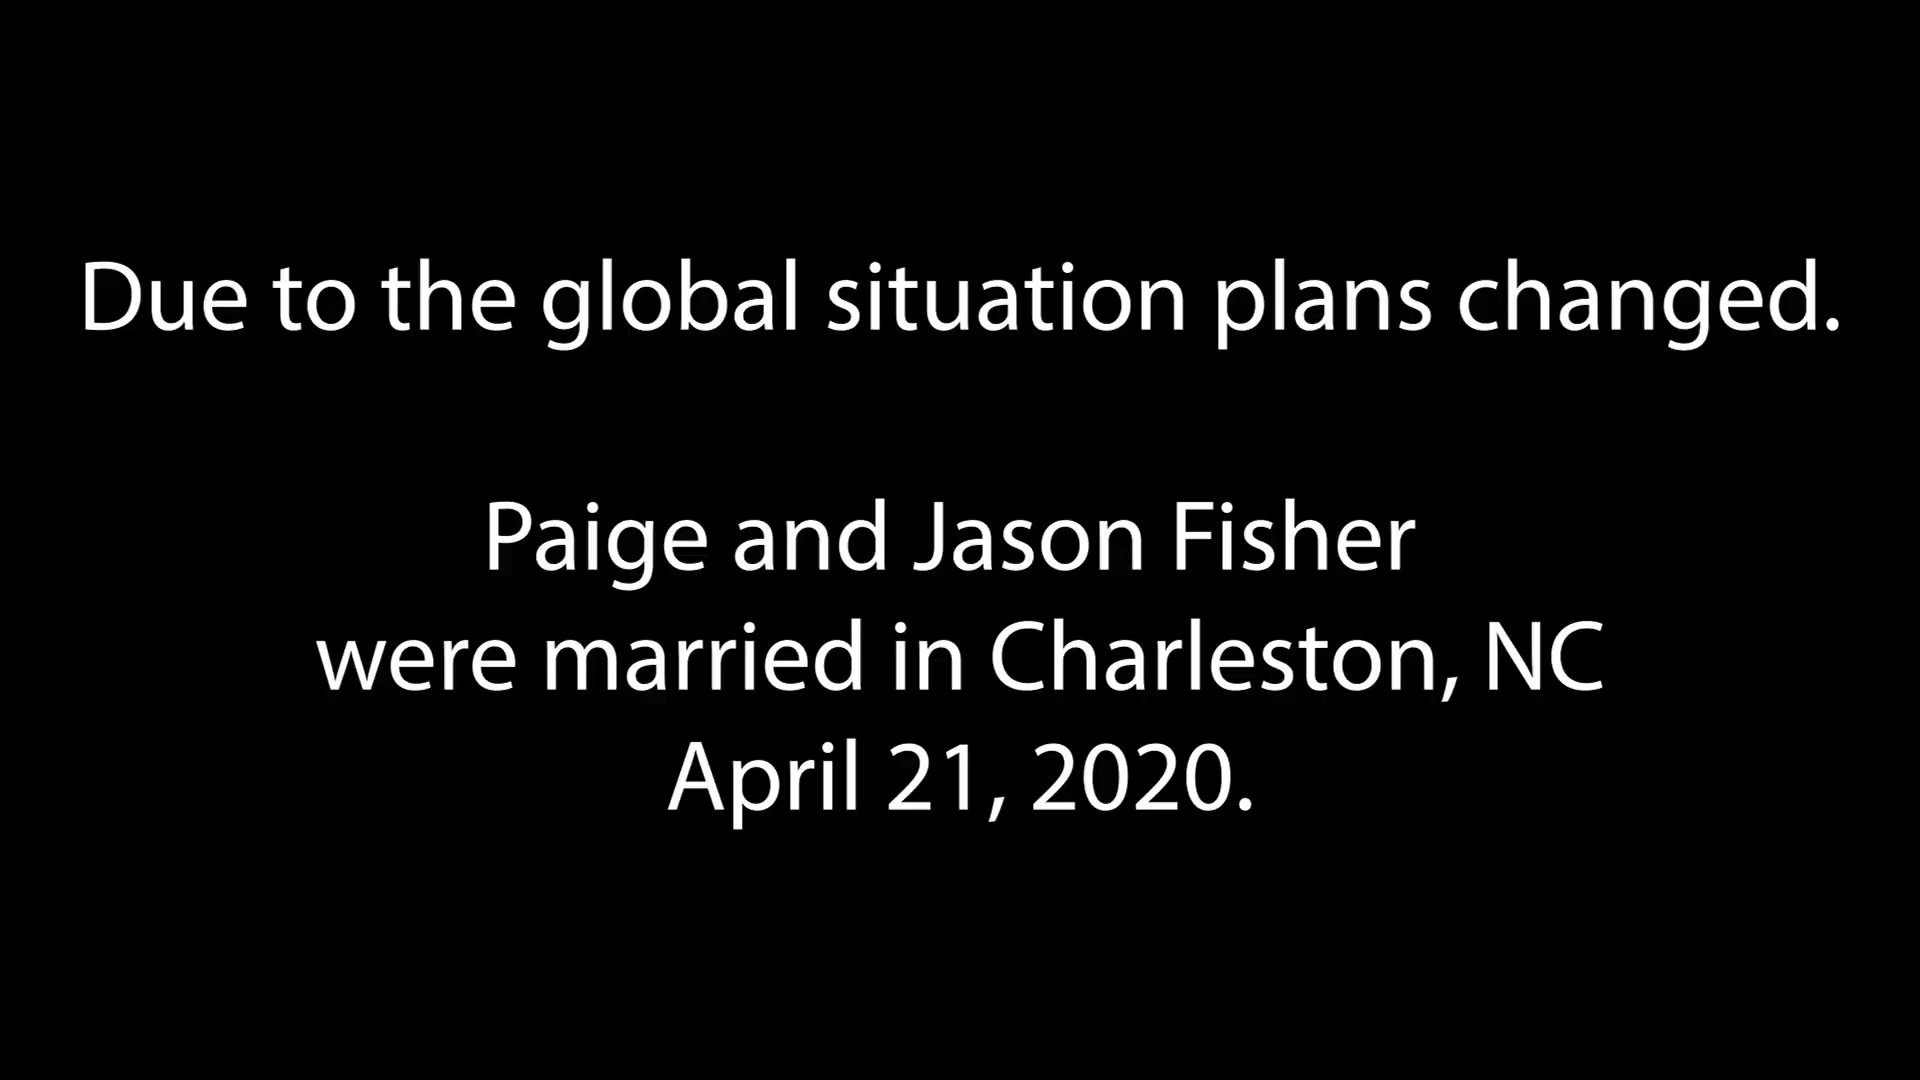 Due to the global situation plans changed.
Paige and Jason Fisher
were married in Charleston, NC
April 21, 2020.